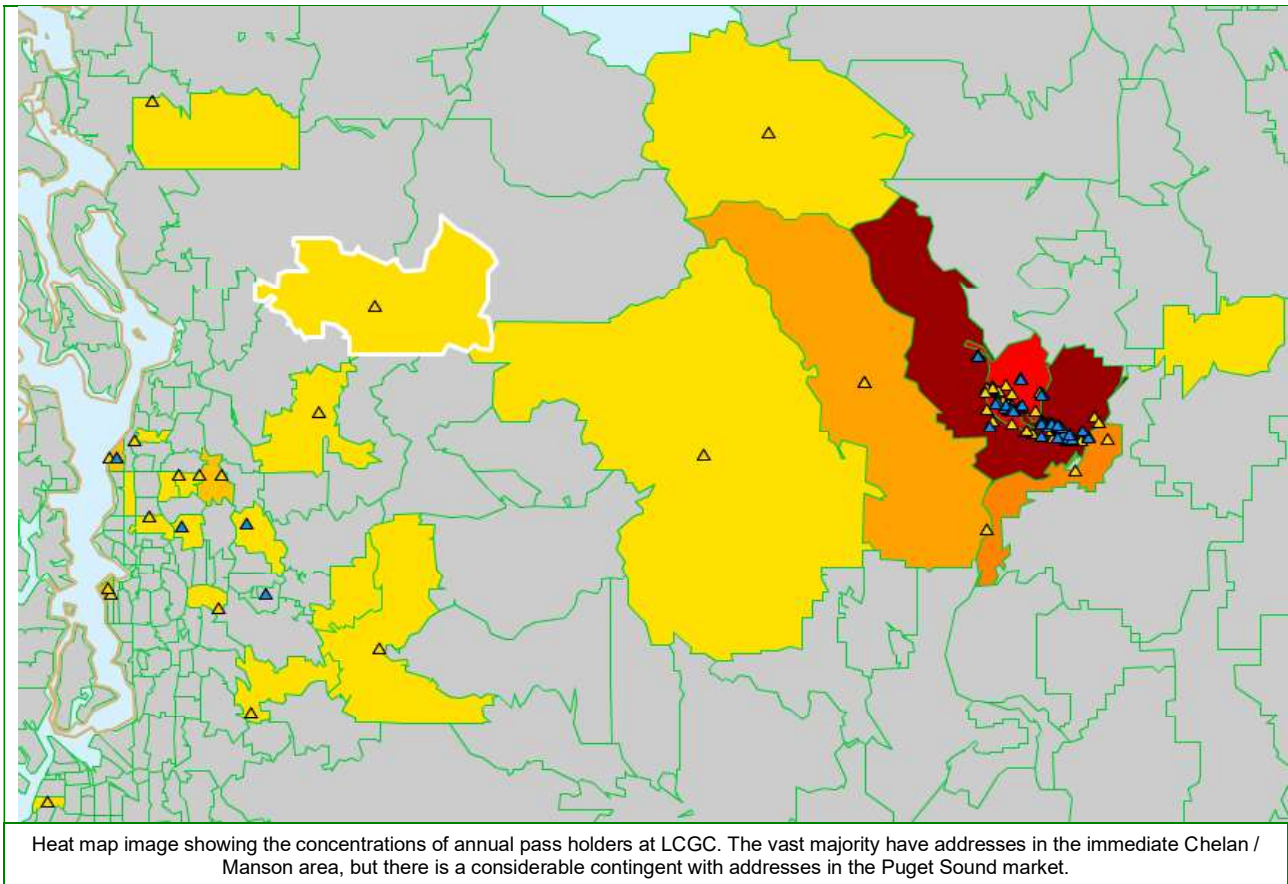 Heat map image showing the concentrations of annual pass holders at LCGC. The vast majority have addresses in the immediate Chelan /
Manson area, but there is a considerable contingent with addresses in the Puget Sound market.